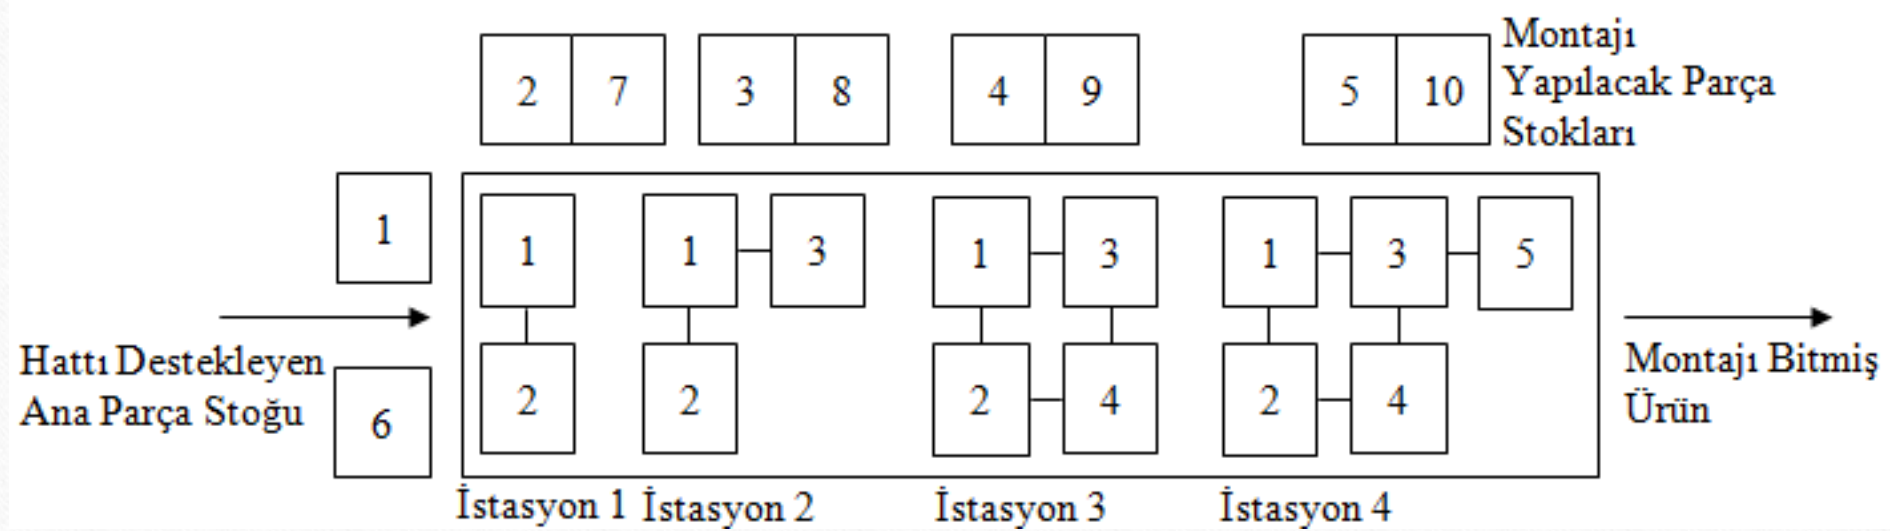 2 7 3 8 4 9 5 10
Montajı
Yapılacak Parça
Stokları
1
6
Hattı Destekleyen
Ana Parça Stoğu
1
2
1 3
2
1 3
2 4
1 3 5
2 4
İstasyon 1 İstasyon 2 İstasyon 3 İstasyon 4
Montajı Bitmiş
Ürün